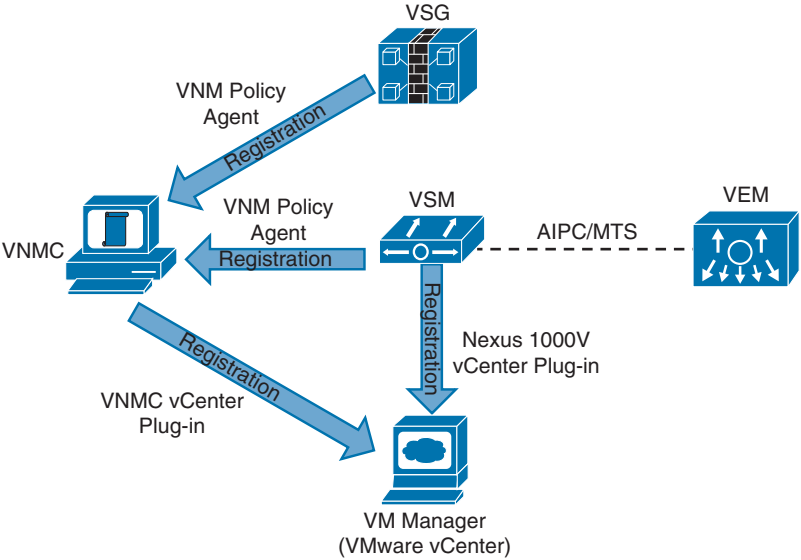 VSG
VNM Policy
Agent
Registration
VNMC
VNM Policy
Agent
Registration
VSM
AIPC/MTS
VEM
Registration
Nexus 1000V
vCenter Plug-in
Registration
VNMC vCenter
Plug-in
VM Manager
(VMware vCenter)